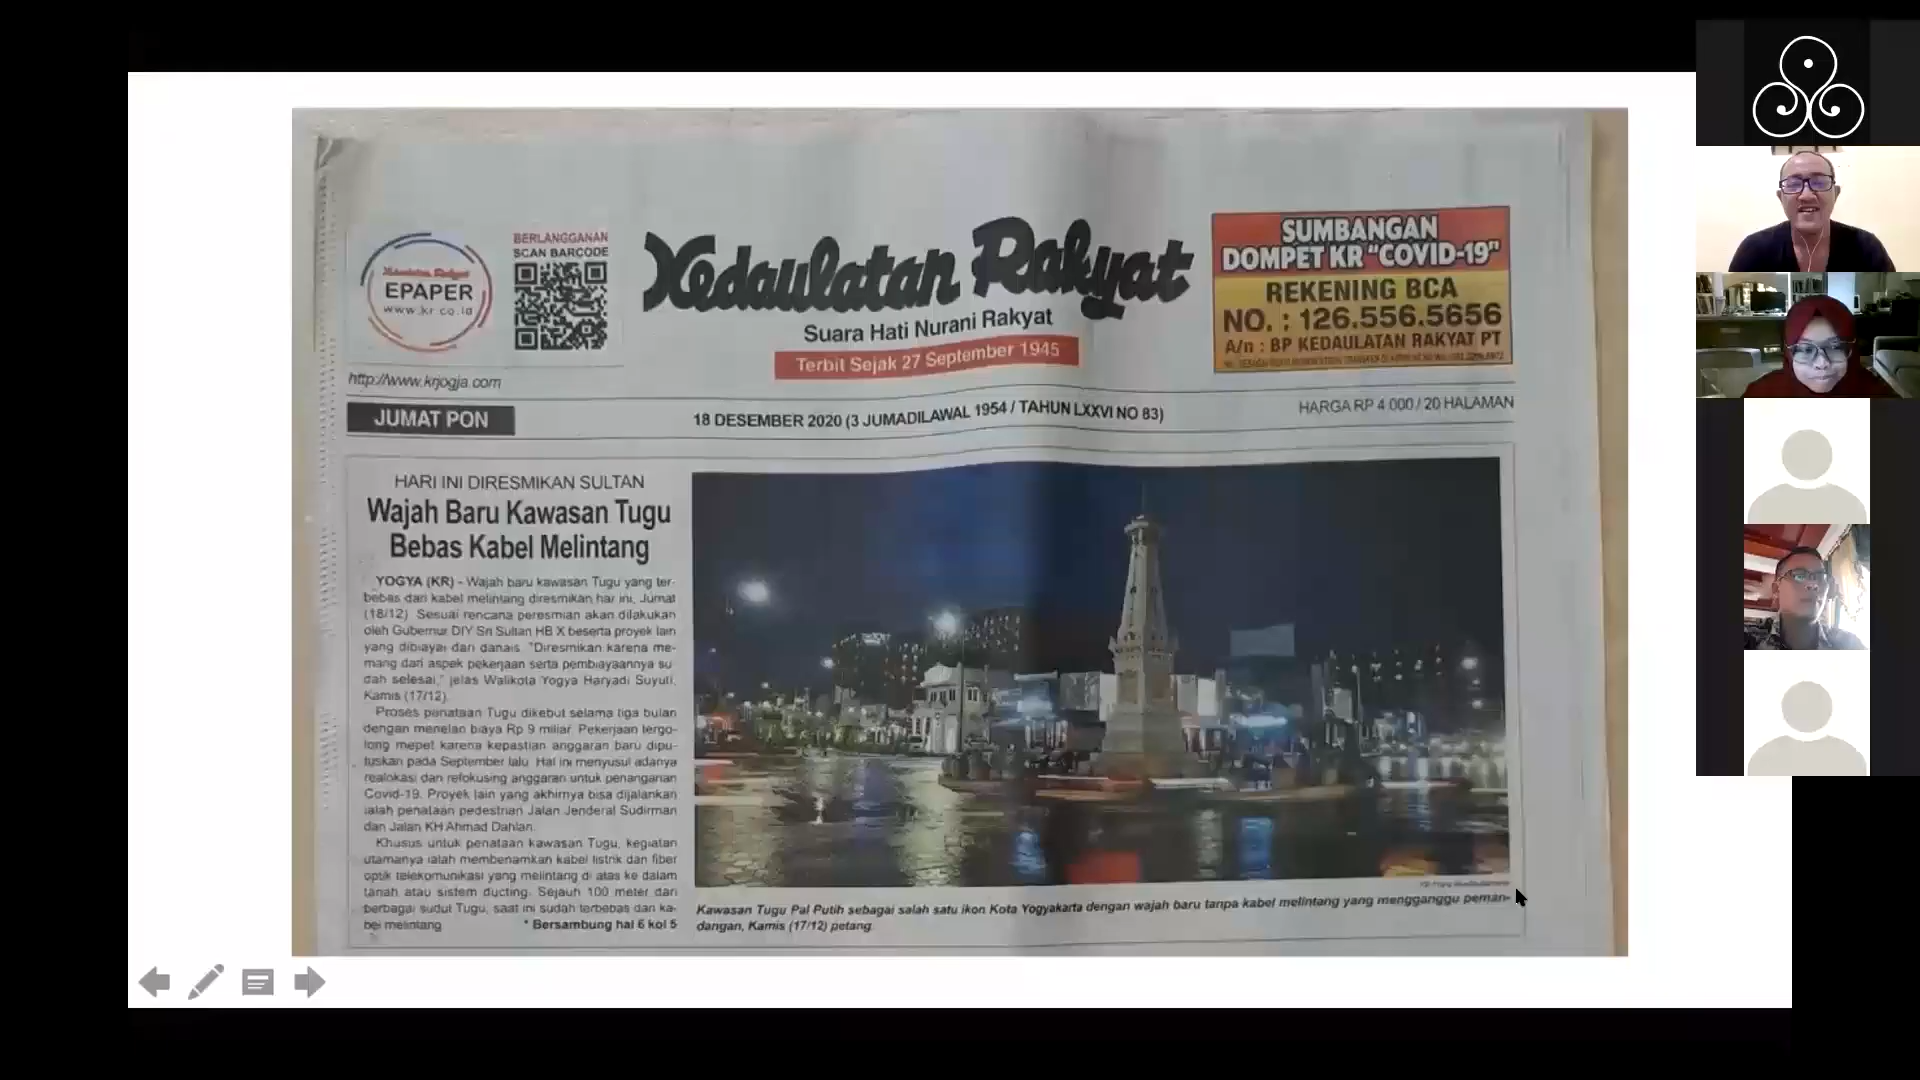 Kedaulatan Rakyat
EPAPER
www.kr.co.id
BERLANGGANAN
SCAN BARCODE
Kedaulatan Rakyat
Suara Hati Nurani Rakyat
Terbit Sejak 27 September 1945
SUMBANGAN
DOMPET KR "COVID-19"
REKENING BCA
NO. : 126.556.5656
A/n : BP KEDAULATAN RAKYAT PT
http://www.krjogja.com
JUMAT PON
18 DESEMBER 2020 (3 JUMADILAWAL 1954 / TAHUN LXXVI NO 83)
HARGA RP 4.000 / 20 HALAMAN
HARI INI DIRESMIKAN SULTAN
Wajah Baru Kawasan Tugu
Bebas Kabel Melintang
YOGYA (KR) - Wajah baru kawasan Tugu yang ter-
bebas dari kabel melintang diresmikan hari ini, Jumat
(18/12). Sesuai rencana peresmian akan dilakukan
oleh Gubernur DIY Sri Sultan HB X beserta proyek lain
yang dibiayai dari danais. "Diresmikan karena me-
mang dari aspek pekerjaan serta pembiayaannya su-
dah selesai," jelas Walikota Yogya Haryadi Suyuti,
Kamis (17/12).
Proses penataan Tugu dikebut selama tiga bulan
dengan menelan biaya Rp 9 miliar. Pekerjaan tergo-
long mepet karena kepastian anggaran baru dipu-
tuskan pada September lalu. Hal ini menyusul adanya
realokasi dan refokusing anggaran untuk penanganan
Covid-19. Proyek lain yang akhirnya bisa dijalankan
ialah penataan pedestrian Jalan Jenderal Sudirman
dan Jalan KH Ahmad Dahlan.
Khusus untuk penataan kawasan Tugu, kegiatan
utamanya ialah membenamkan kabel listrik dan fiber
optik telekomunikasi yang melintang di atas ke dalam
tanah atau sistem ducting. Sejauh 100 meter dari
berbagai sudut Tugu, saat ini sudah terbebas dari ka-
bel melintang.
* Bersambung hal 6 kol 5
Kawasan Tugu Pal Putih sebagai salah satu ikon Kota Yogyakarta dengan wajah baru tanpa kabel melintang yang mengganggu peman-
dangan, Kamis (17/12) petang.